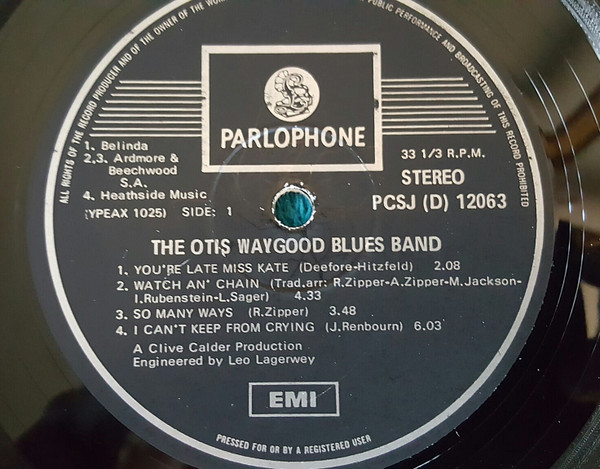 ALL RIGHTS OF THE RECORD PRODUCER AND OF THE OWNER OF THE
PUBLIC PERFORMANCE AND BROADCASTING OF THIS RECORD PROHIBITED
PARLOPHONE
1. Belinda
2,3. Ardmore &
Beechwood
S.A.
4. Heathside Music
(YPEAX 1025) SIDE: 1
33 1/3 R.P.M.
STEREO
PCSJ (D) 12063
THE OTIS WAYGOOD BLUES BAND
1. YOU'RE LATE MISS KATE (Deefore-Hitzfeld) 2.08
2. WATCH AN' CHAIN (Trad.arr: R.Zipper-A.Zipper-M.Jackson-
I.Rubenstein-L.Sager) 4.33
3. SO MANY WAYS (R.Zipper) 3.48
4. I CAN'T KEEP FROM CRYING (J.Renbourn) 6.03
A Clive Calder Production
Engineered by Leo Lagerwey
EMI
PRESSED FOR OR BY A REGISTERED USER